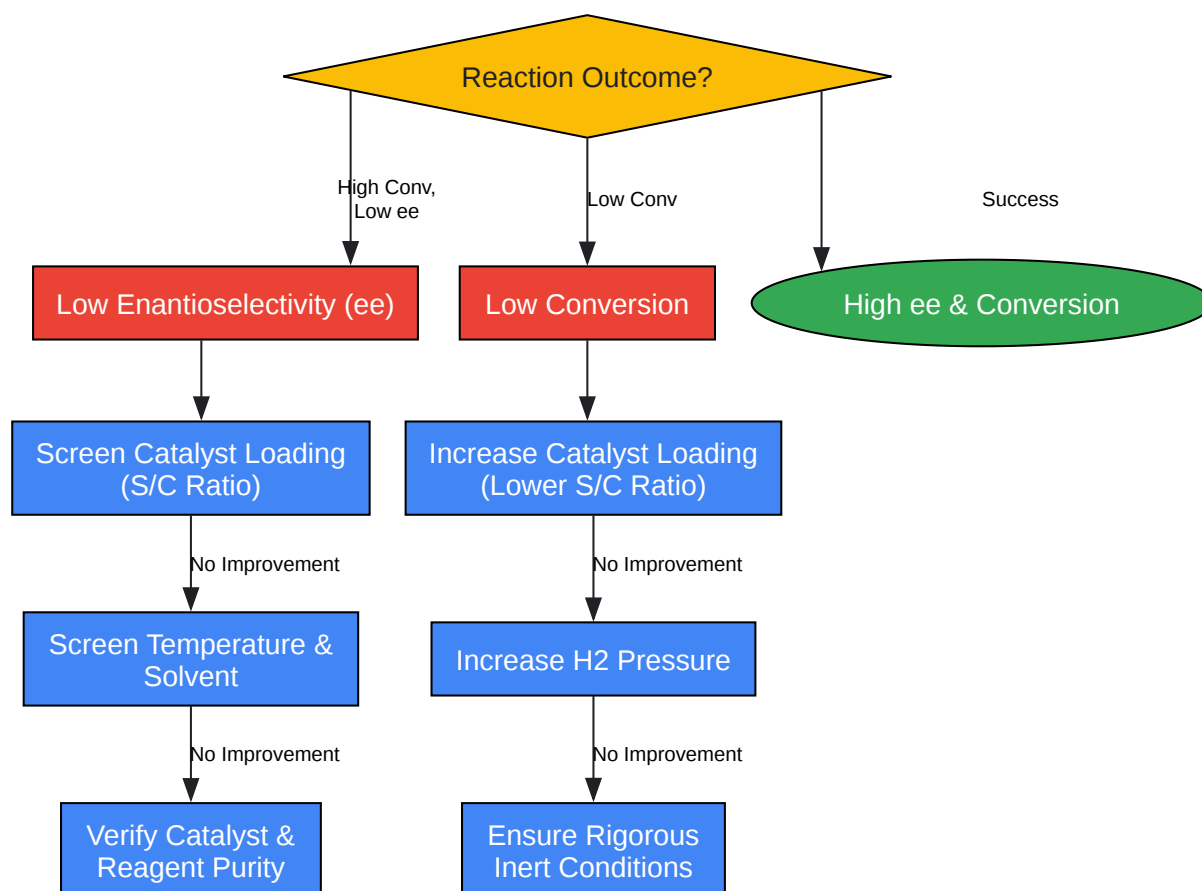 Reaction Outcome?
High Conv,
Low ee
Low Conv
Success
Low Enantioselectivity (ee)
Low Conversion
High ee & Conversion
Screen Catalyst Loading
(S/C Ratio)
Increase Catalyst Loading
(Lower S/C Ratio)
No Improvement
No Improvement
Screen Temperature &
Solvent
Increase H2 Pressure
No Improvement
No Improvement
Verify Catalyst &
Reagent Purity
Ensure Rigorous
Inert Conditions